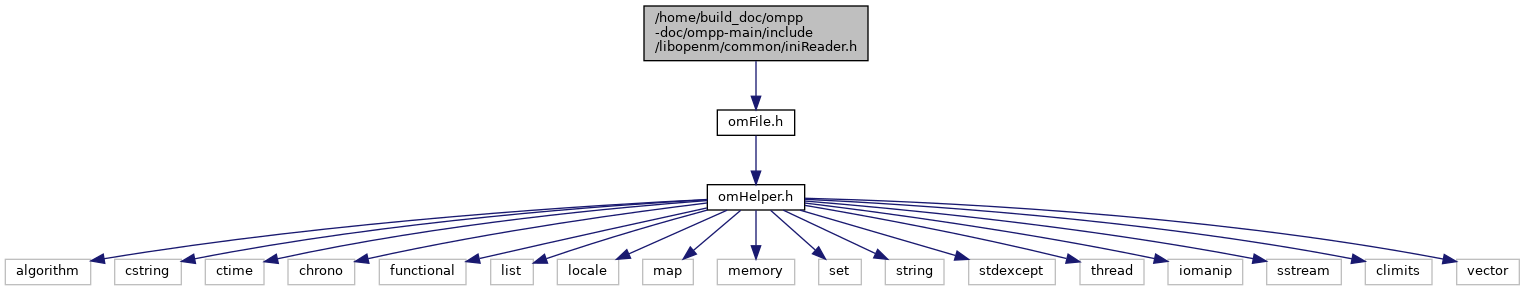 /home/build_doc/ompp
-doc/ompp-main/include
/libopenm/common/iniReader.h
omFile.h
omHelper.h
algorithm
cstring
ctime
chrono
functional
list
locale
map
memory
set
string
stdexcept
thread
iomanip
sstream
climits
vector